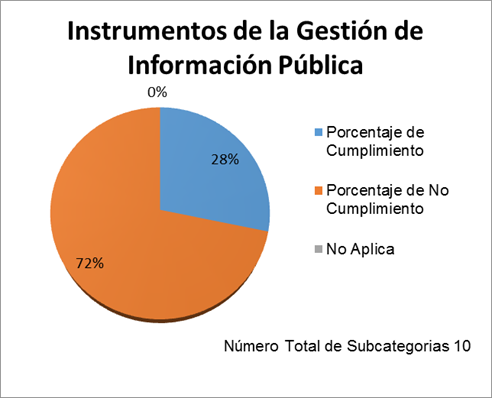 Instrumentos de la Gestión de
Información Pública
0%
28%
72%
Porcentaje de
Cumplimiento
Porcentaje de No
Cumplimiento
No Aplica
Número Total de Subcategorias 10